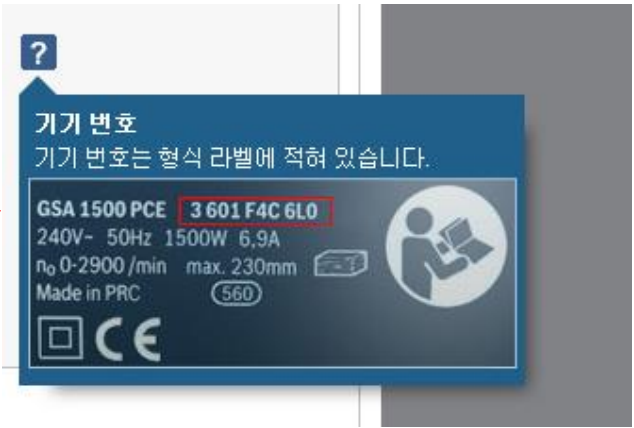 ?
기기 번호
기기 번호는 형식 라벨에 적혀 있습니다.
GSA 1500 PCE 3 601 F4C 6L0
240V~ 50Hz 1500W 6,9A
n₀ 0-2900 /min max. 230mm
Made in PRC 560
CE